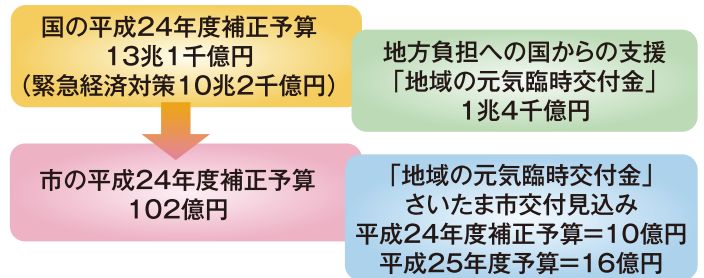 国の平成24年度補正予算
13兆1千億円
（緊急経済対策10兆2千億円）
地方負担への国からの支援
「地域の元気臨時交付金」
1兆4千億円
市の平成24年度補正予算
102億円
「地域の元気臨時交付金」
さいたま市交付見込み
平成24年度補正予算＝10億円
平成25年度予算＝16億円